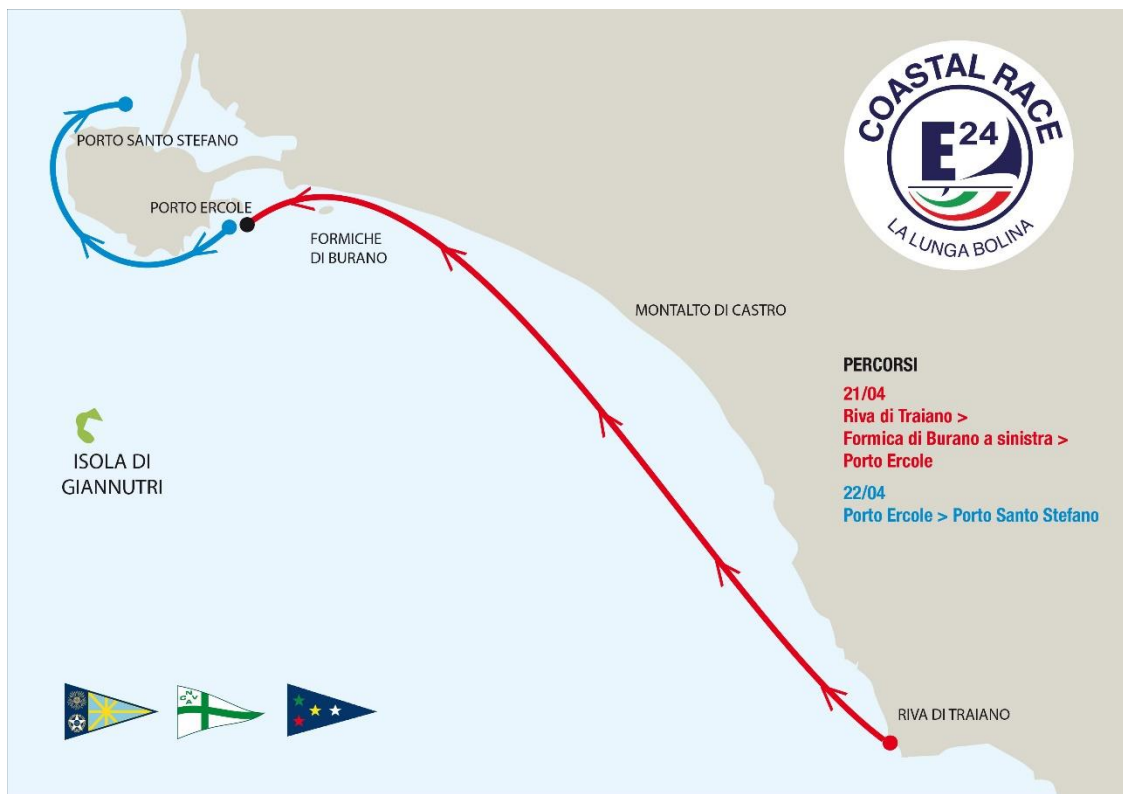 COASTAL RACE
E24
LA LUNGA BOLINA
PORTO SANTO STEFANO
PORTO ERCOLE
FORMICHE
DI BURANO
MONTALTO DI CASTRO
PERCORSI
21/04
Riva di Traiano >
Formica di Burano a sinistra >
Porto Ercole
22/04
Porto Ercole > Porto Santo Stefano
ISOLA DI
GIANNUTRI
RIVA DI TRAIANO